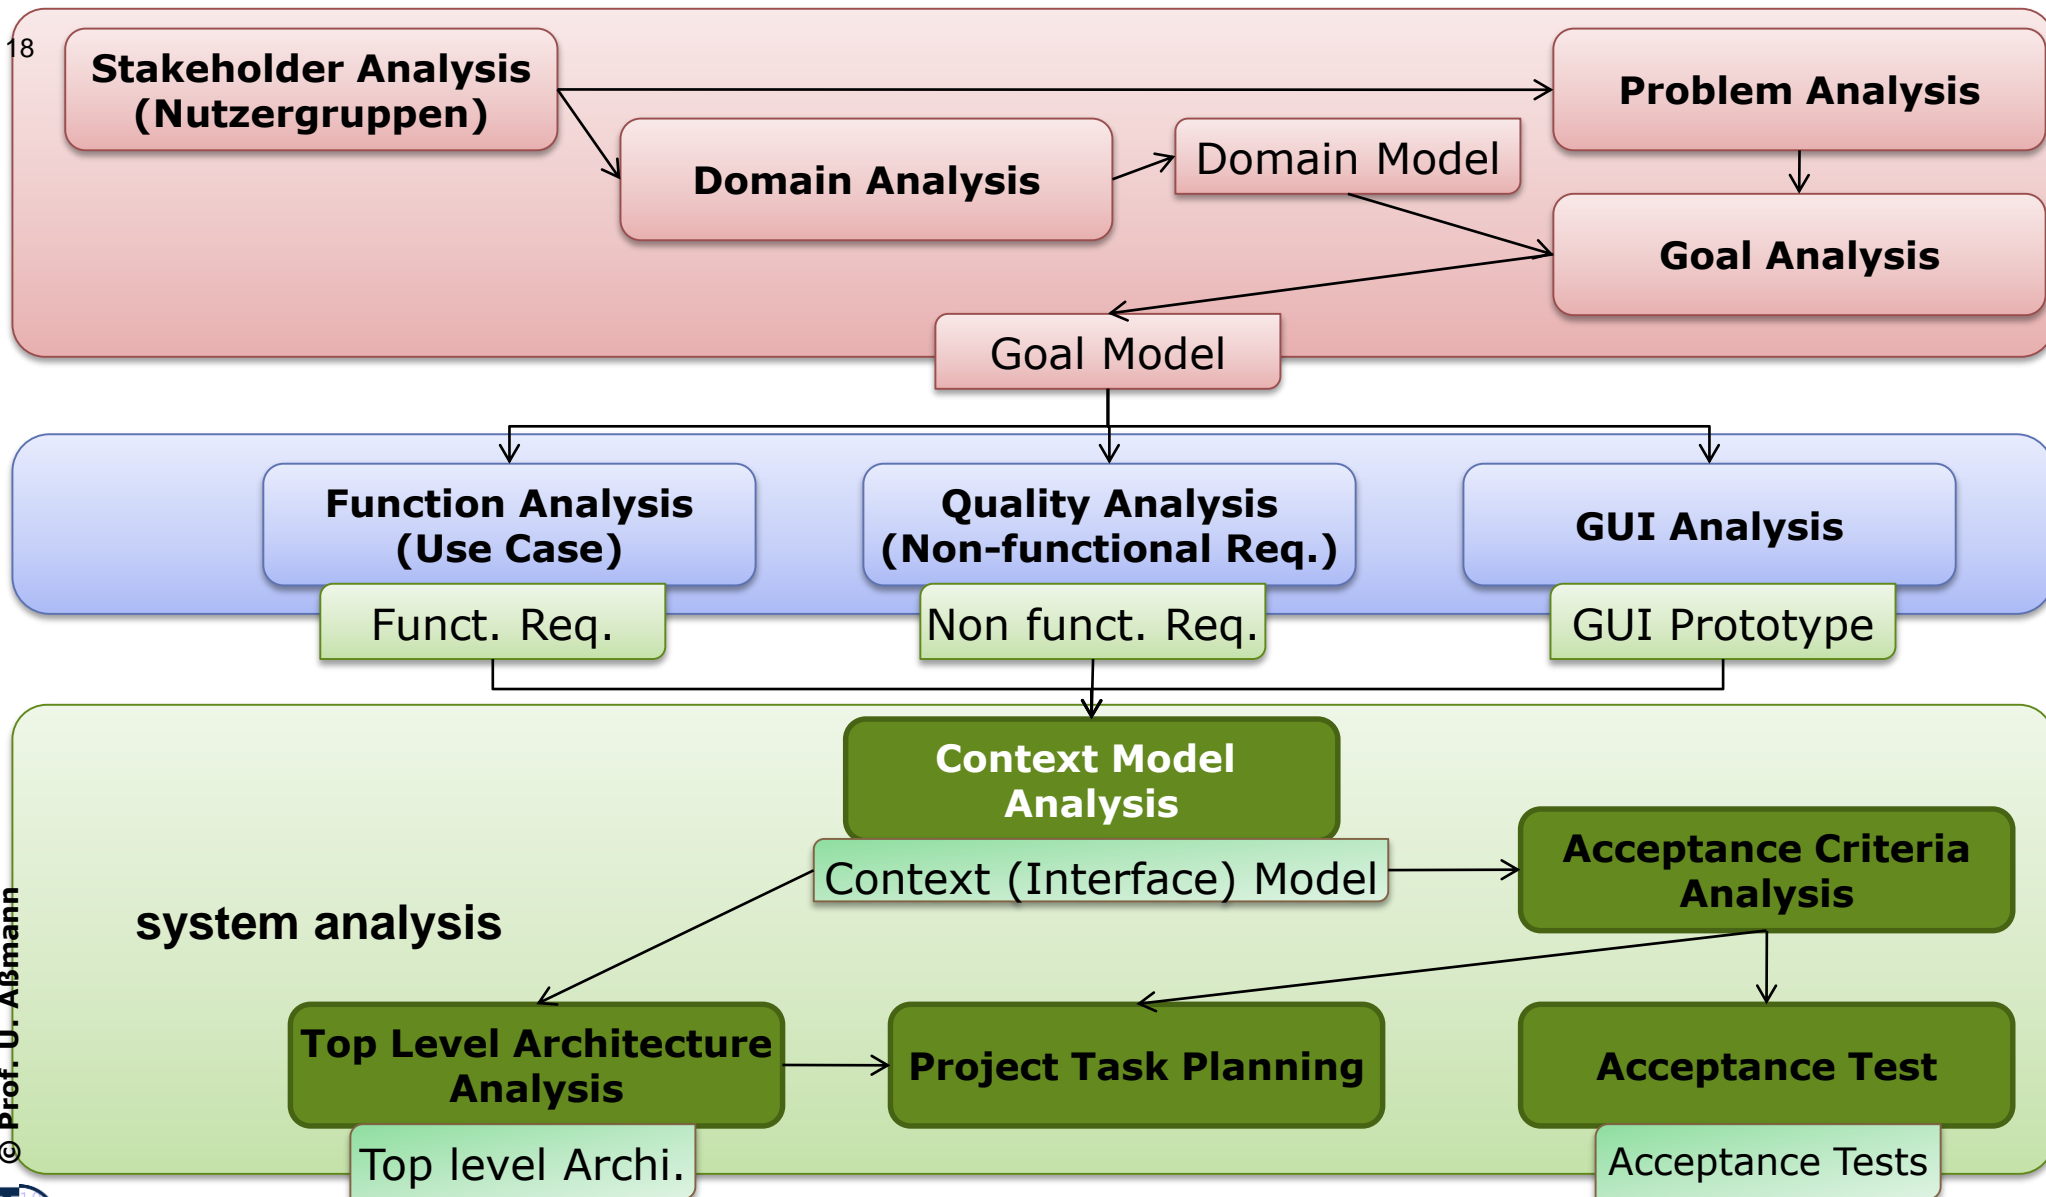 18
Stakeholder Analysis
(Nutzergruppen)
Problem Analysis
Domain Analysis
Domain Model
Goal Analysis
Goal Model
Function Analysis
(Use Case)
Quality Analysis
(Non-functional Req.)
GUI Analysis
Funct. Req.
Non funct. Req.
GUI Prototype
Context Model
Analysis
Context (Interface) Model
Acceptance Criteria
Analysis
system analysis
Top Level Architecture
Analysis
Project Task Planning
Acceptance Test
Top level Archi.
Acceptance Tests
© Prof. U. Aßmann